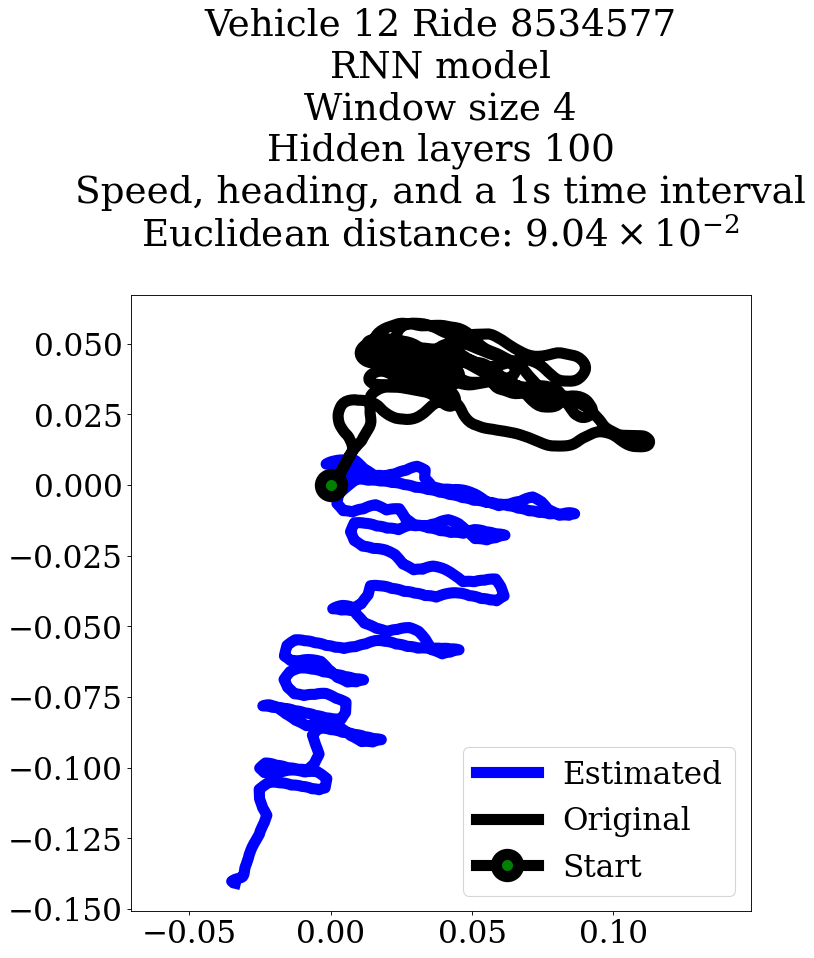 Vehicle 12 Ride 8534577
RNN model
Window size 4
Hidden layers 100
Speed, heading, and a 1s time interval
Euclidean distance: 9.04 × 10⁻²
0.050
0.025
0.000
−0.025
−0.050
−0.075
−0.100
−0.125
−0.150
−0.05 0.00 0.05 0.10
Estimated
Original
Start